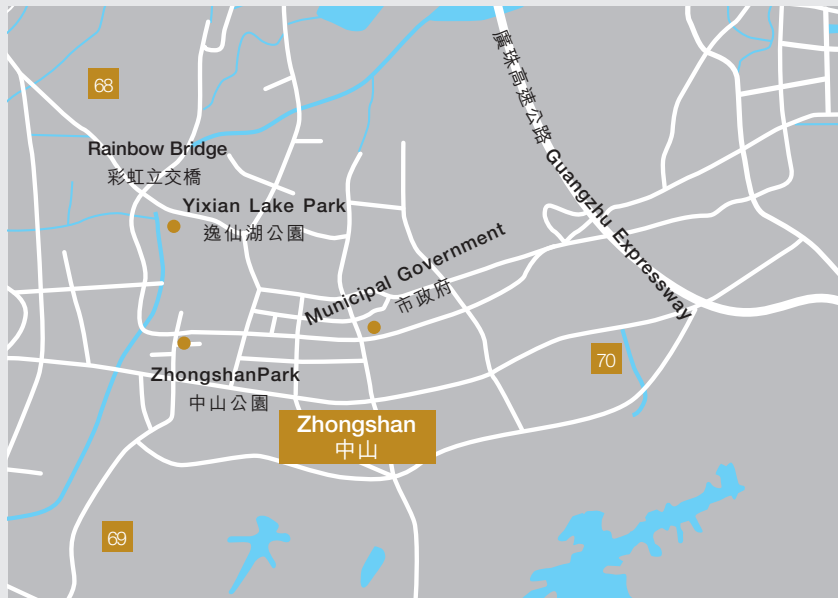 68
廣珠高速公路 Guangzhu Expressway
Rainbow Bridge
彩虹立交橋
Yixian Lake Park
逸仙湖公園
Municipal Government
市政府
70
ZhongshanPark
中山公園
Zhongshan
中山
69